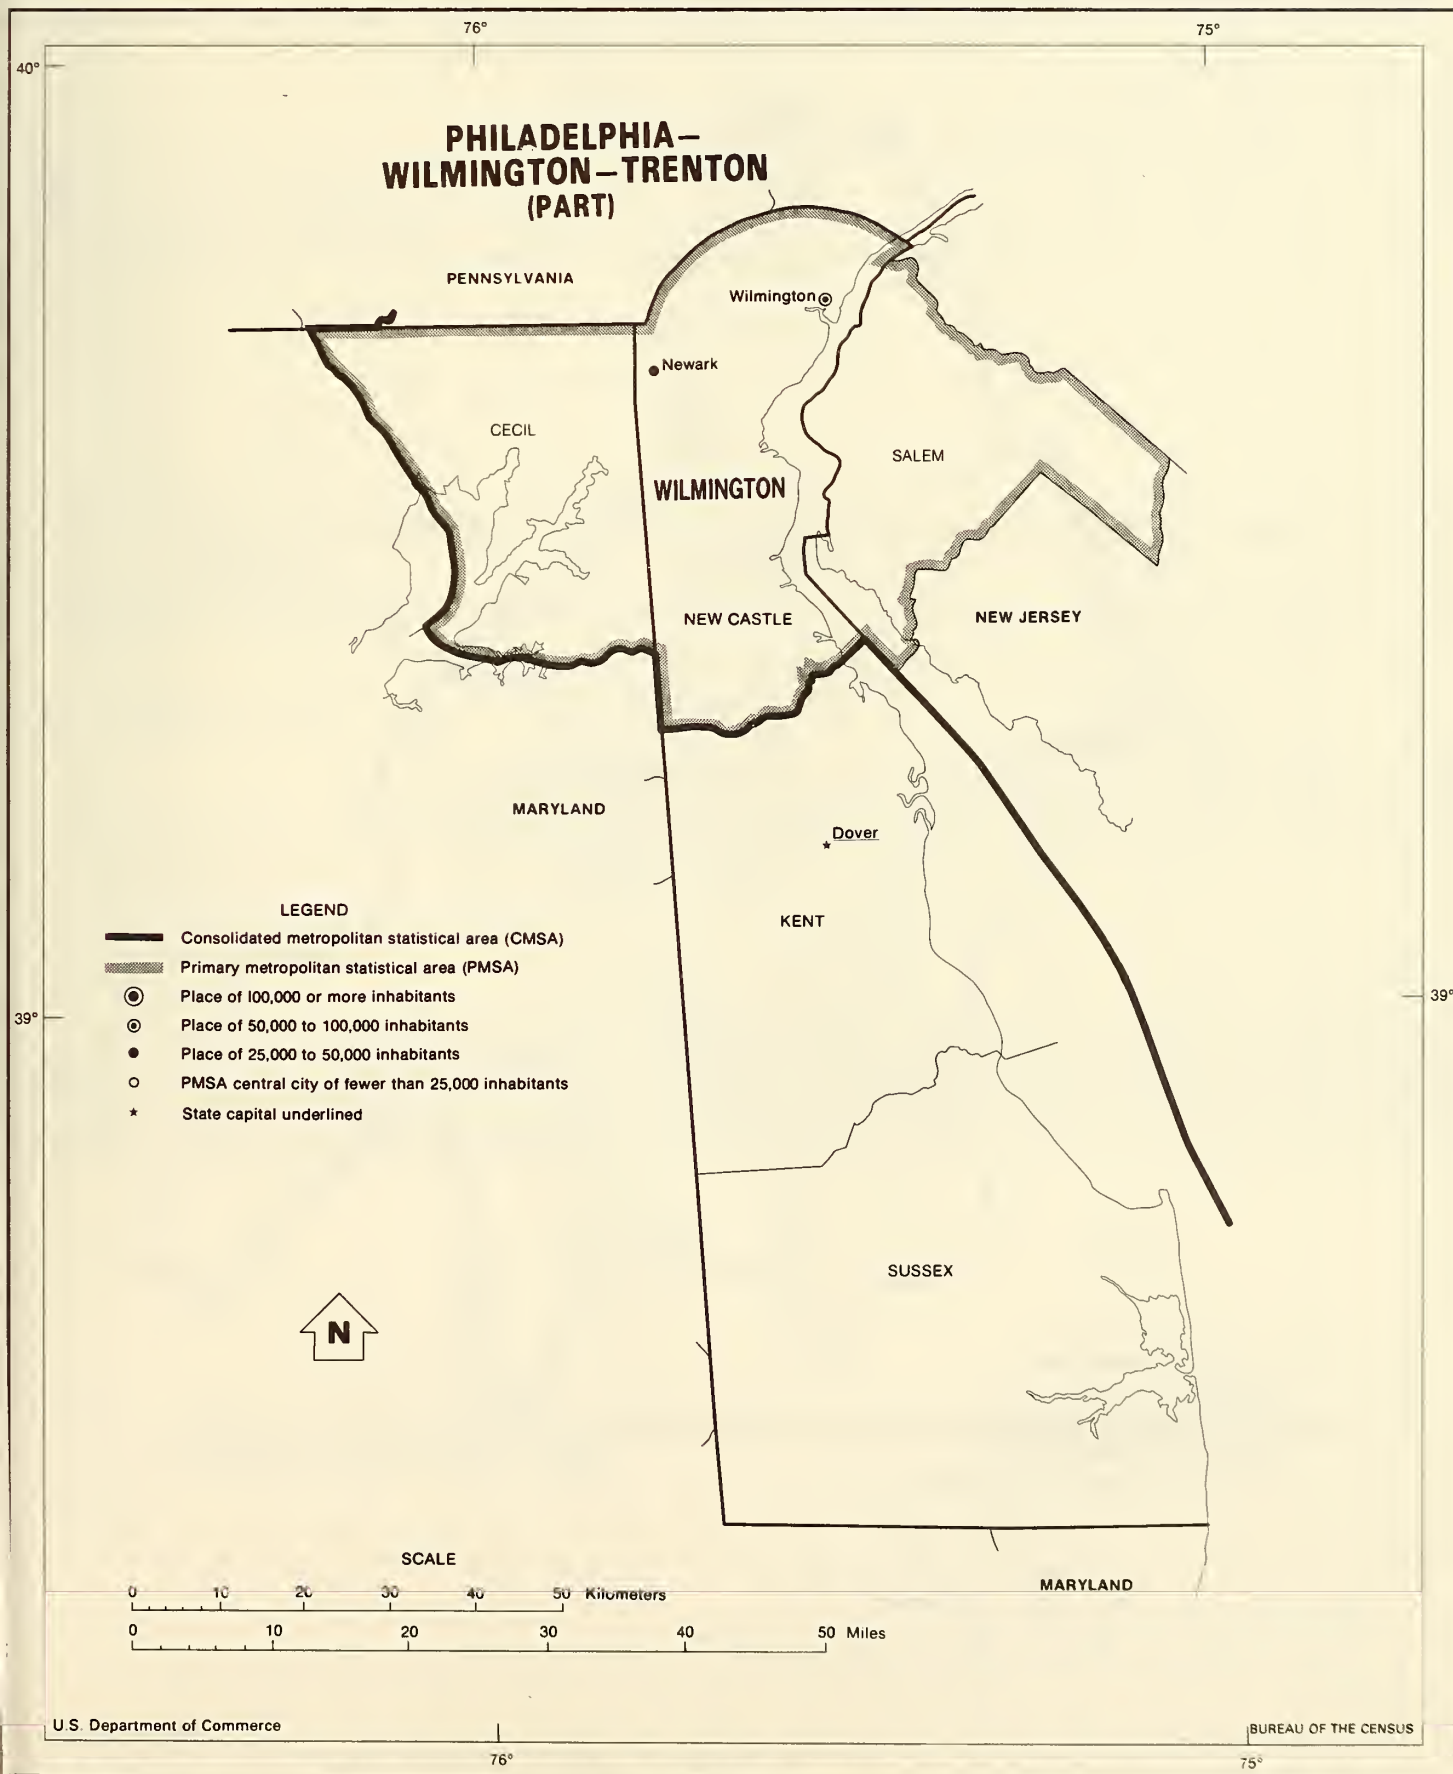 76°
75°
40°
PHILADELPHIA—
WILMINGTON—TRENTON
(PART)
PENNSYLVANIA
Wilmington
Newark
CECIL
SALEM
WILMINGTON
NEW CASTLE
NEW JERSEY
MARYLAND
Dover
KENT
LEGEND
Consolidated metropolitan statistical area (CMSA)
Primary metropolitan statistical area (PMSA)
Place of 100,000 or more inhabitants
Place of 50,000 to 100,000 inhabitants
Place of 25,000 to 50,000 inhabitants
PMSA central city of fewer than 25,000 inhabitants
State capital underlined
39°
39°
SUSSEX
N
SCALE
0 10 20 30 40 50 Kilometers
0 10 20 30 40 50 Miles
MARYLAND
U.S. Department of Commerce
BUREAU OF THE CENSUS
76°
75°